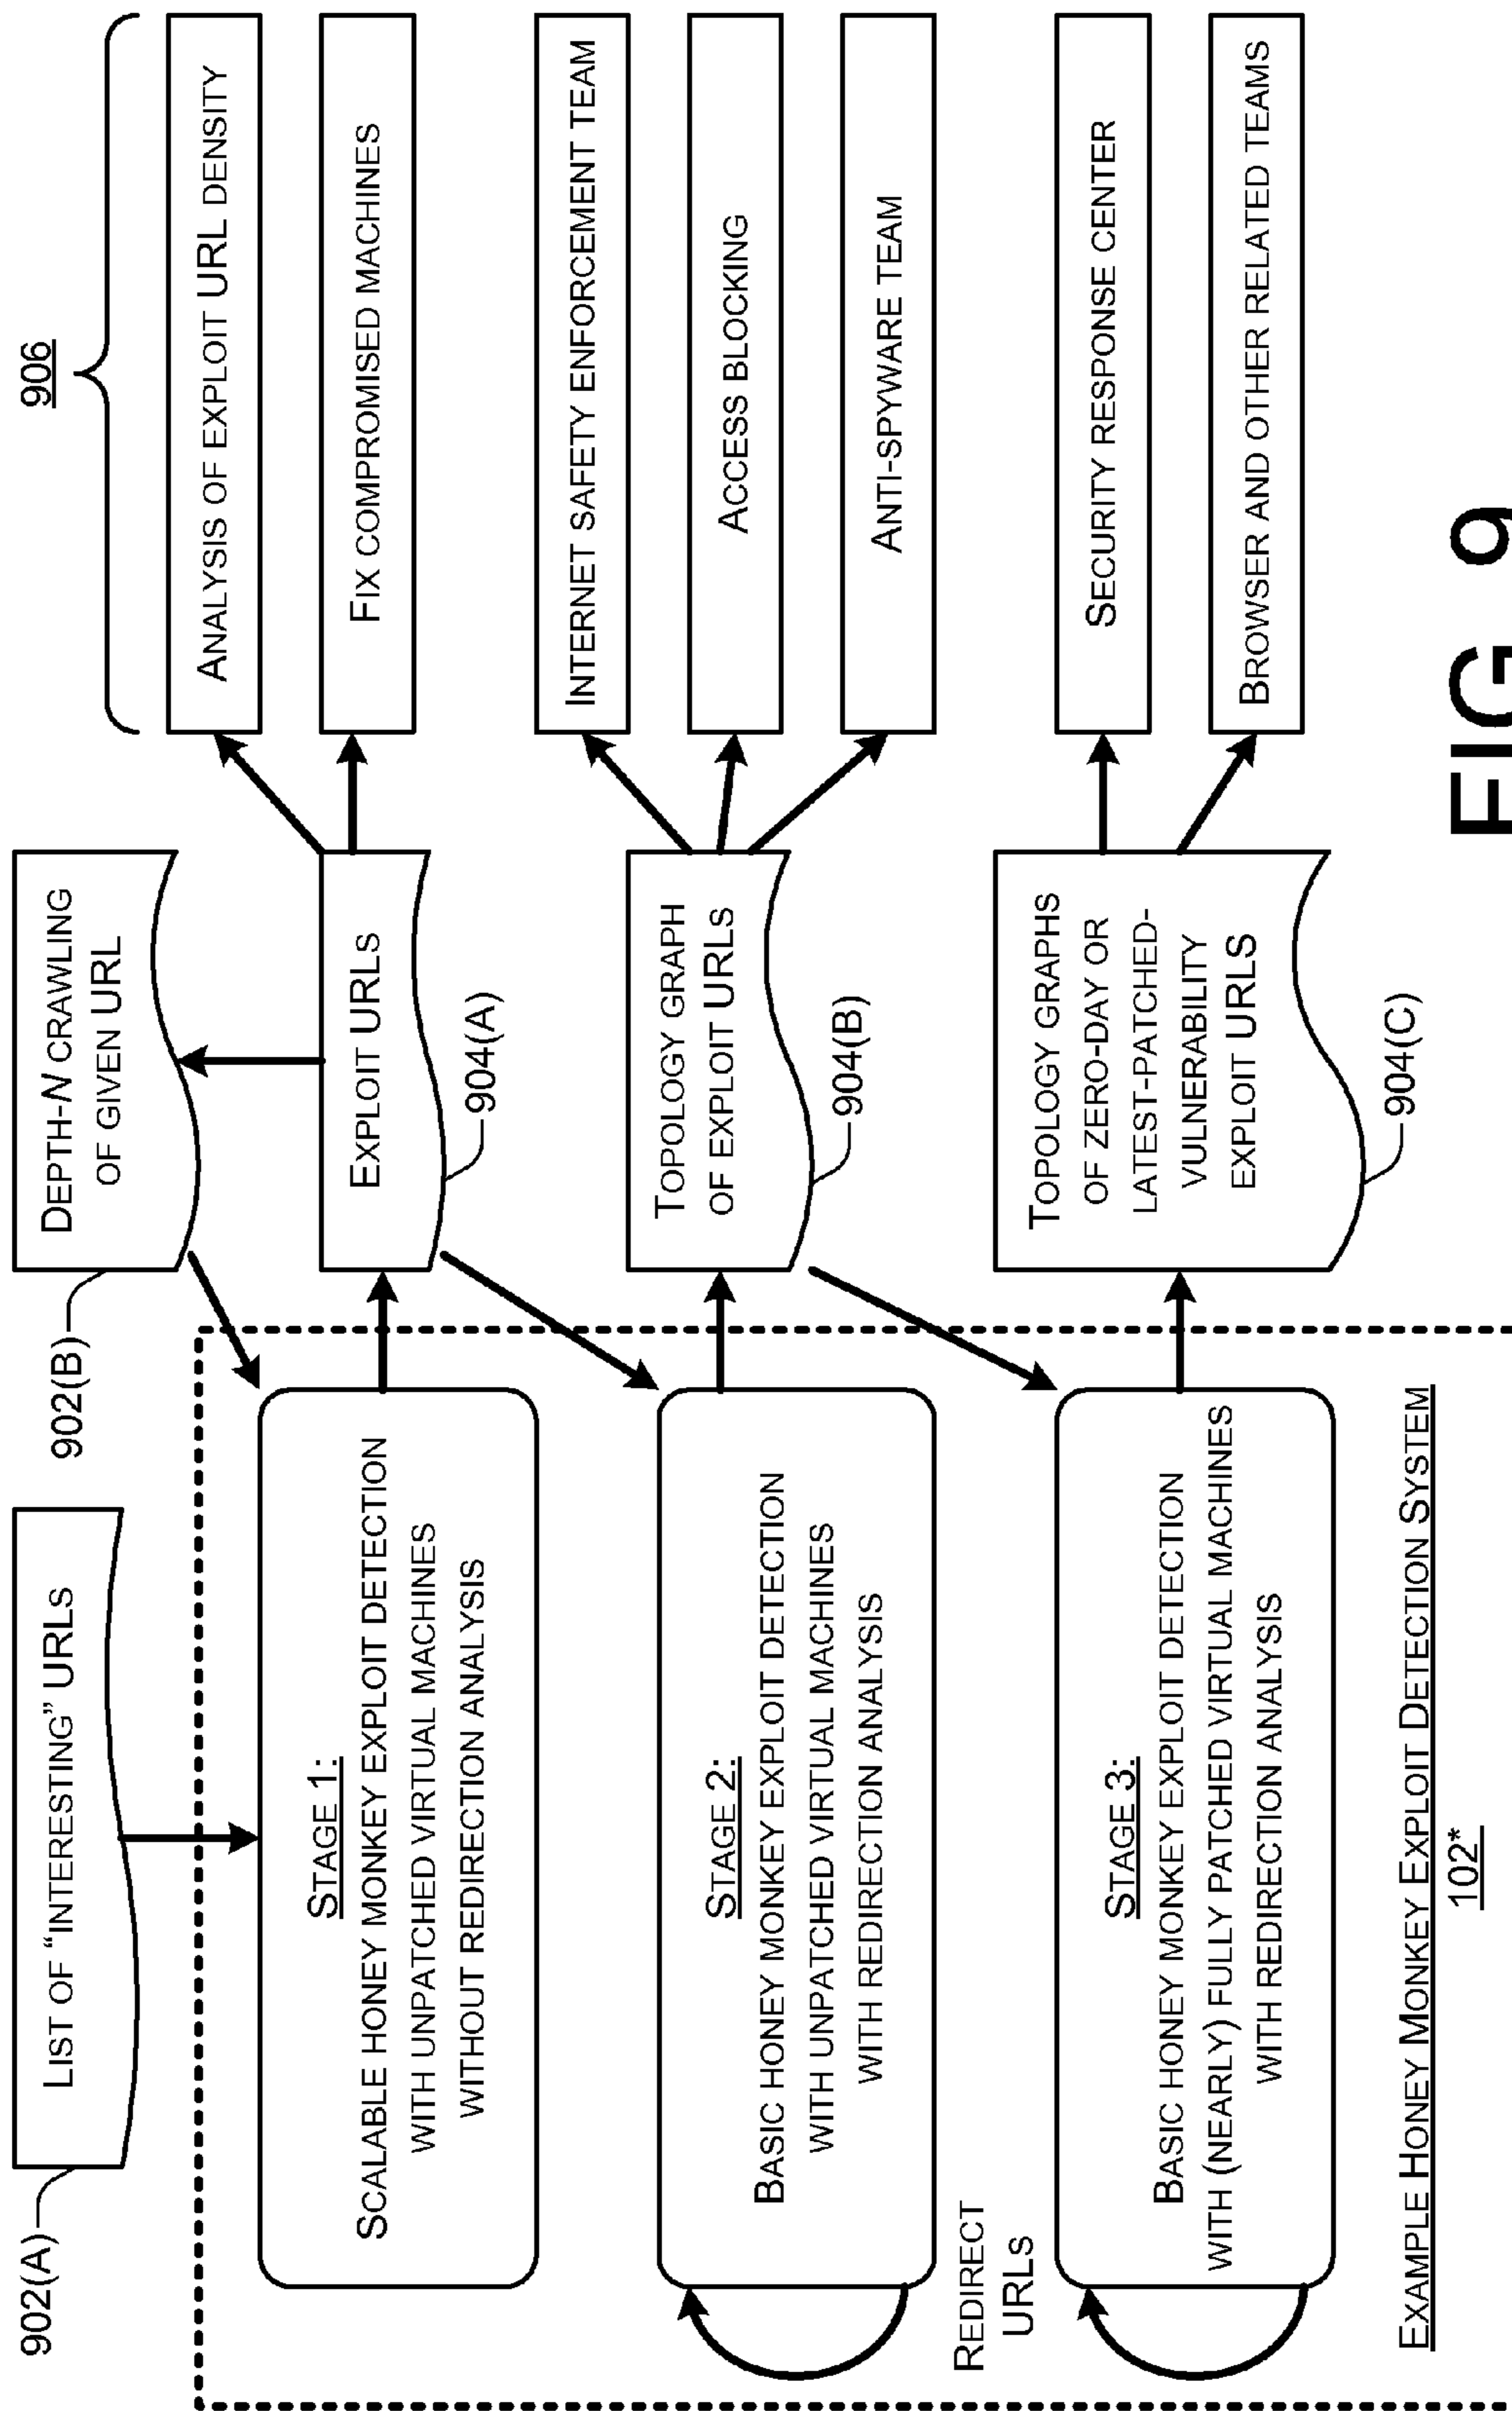 902(A)
LIST OF “INTERESTING” URLS
902(B)
DEPTH-N CRAWLING
OF GIVEN URL
906
STAGE 1:
SCALABLE HONEY MONKEY EXPLOIT DETECTION
WITH UNPATCHED VIRTUAL MACHINES
WITHOUT REDIRECTION ANALYSIS
EXPLOIT URLS
904(A)
ANALYSIS OF EXPLOIT URL DENSITY
FIX COMPROMISED MACHINES
STAGE 2:
BASIC HONEY MONKEY EXPLOIT DETECTION
WITH UNPATCHED VIRTUAL MACHINES
WITH REDIRECTION ANALYSIS
TOPOLOGY GRAPH
OF EXPLOIT URLS
904(B)
INTERNET SAFETY ENFORCEMENT TEAM
ACCESS BLOCKING
ANTI-SPYWARE TEAM
REDIRECT
URLS
STAGE 3:
BASIC HONEY MONKEY EXPLOIT DETECTION
WITH (NEARLY) FULLY PATCHED VIRTUAL MACHINES
WITH REDIRECTION ANALYSIS
TOPOLOGY GRAPHS
OF ZERO-DAY OR
LATEST-PATCHED-
VULNERABILITY
EXPLOIT URLS
904(C)
SECURITY RESPONSE CENTER
BROWSER AND OTHER RELATED TEAMS
EXAMPLE HONEY MONKEY EXPLOIT DETECTION SYSTEM
102*
FIG. 9